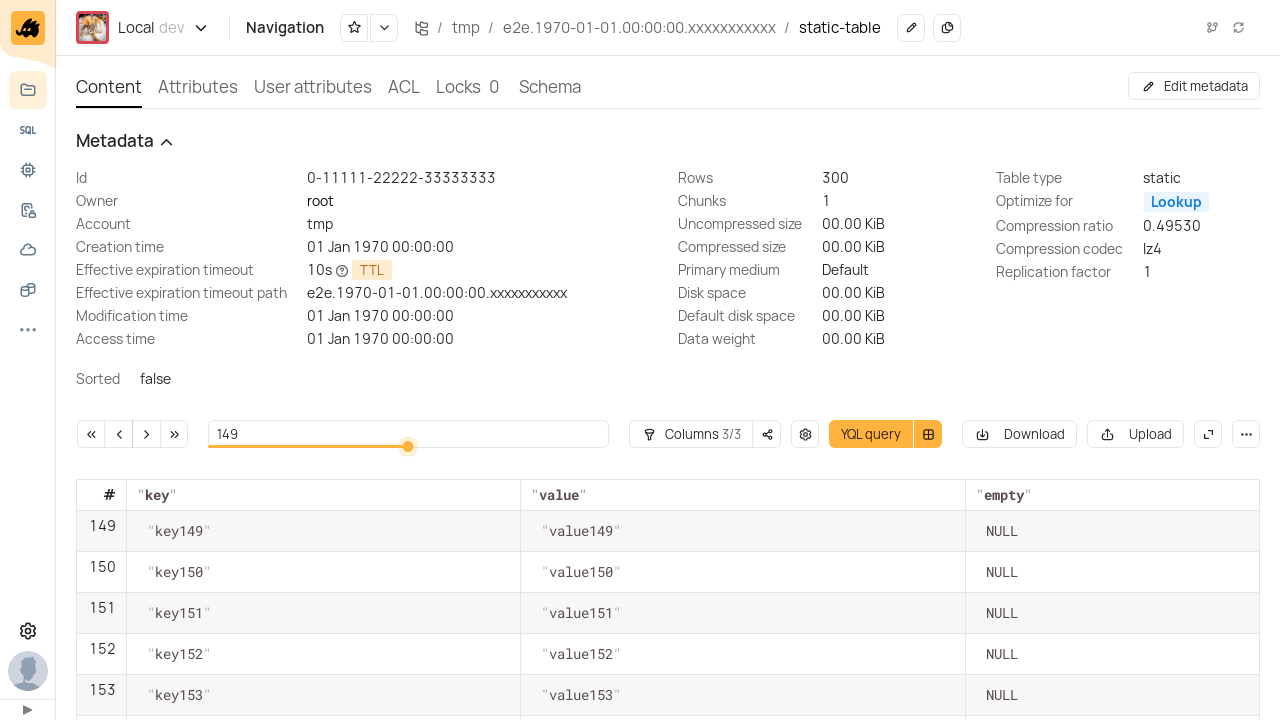 Local dev Navigation / tmp / e2e.1970-01-01.00:00:00.xxxxxxxxxxx / static-table
Content Attributes User attributes ACL Locks 0 Schema Edit metadata
SQL
Metadata
Id 0-11111-22222-33333333 Rows 300 Table type static
Owner root Chunks 1 Optimize for Lookup
Account tmp Uncompressed size 00.00 KiB Compression ratio 0.49530
Creation time 01 Jan 1970 00:00:00 Compressed size 00.00 KiB Compression codec lz4
Effective expiration timeout 10s TTL Primary medium Default Replication factor 1
Effective expiration timeout path e2e.1970-01-01.00:00:00.xxxxxxxxxxx Disk space 00.00 KiB
Modification time 01 Jan 1970 00:00:00 Default disk space 00.00 KiB
Access time 01 Jan 1970 00:00:00 Data weight 00.00 KiB
Sorted false
149 Columns 3/3 YQL query Download Upload
# "key" "value" "empty"
149 "key149" "value149" NULL
150 "key150" "value150" NULL
151 "key151" "value151" NULL
152 "key152" "value152" NULL
153 "key153" "value153" NULL